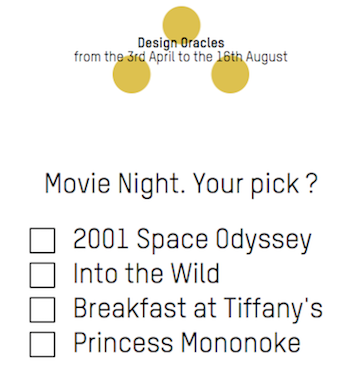 Design Oracles
from the 3rd April to the 16th August
Movie Night. Your pick ?
2001 Space Odyssey
Into the Wild
Breakfast at Tiffany's
Princess Mononoke